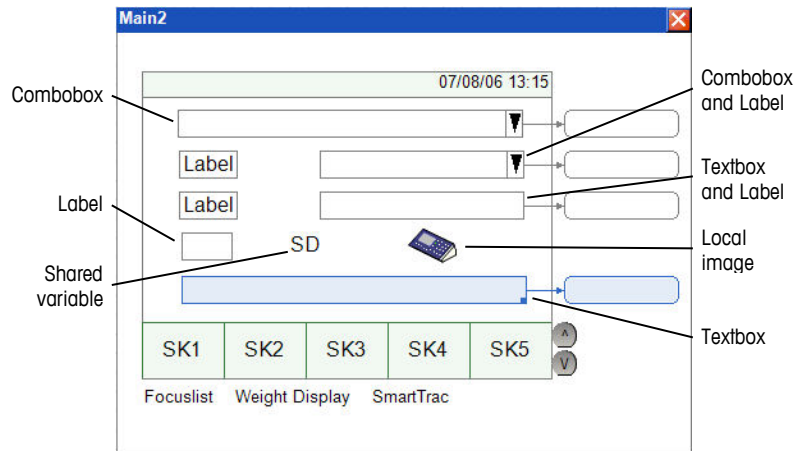 Main2
07/08/06 13:15
Combobox
Combobox
and Label
Label
Textbox
and Label
Label
Label
SD
Local
image
Shared
variable
Textbox
SK1 SK2 SK3 SK4 SK5
Focuslist Weight Display SmartTrac